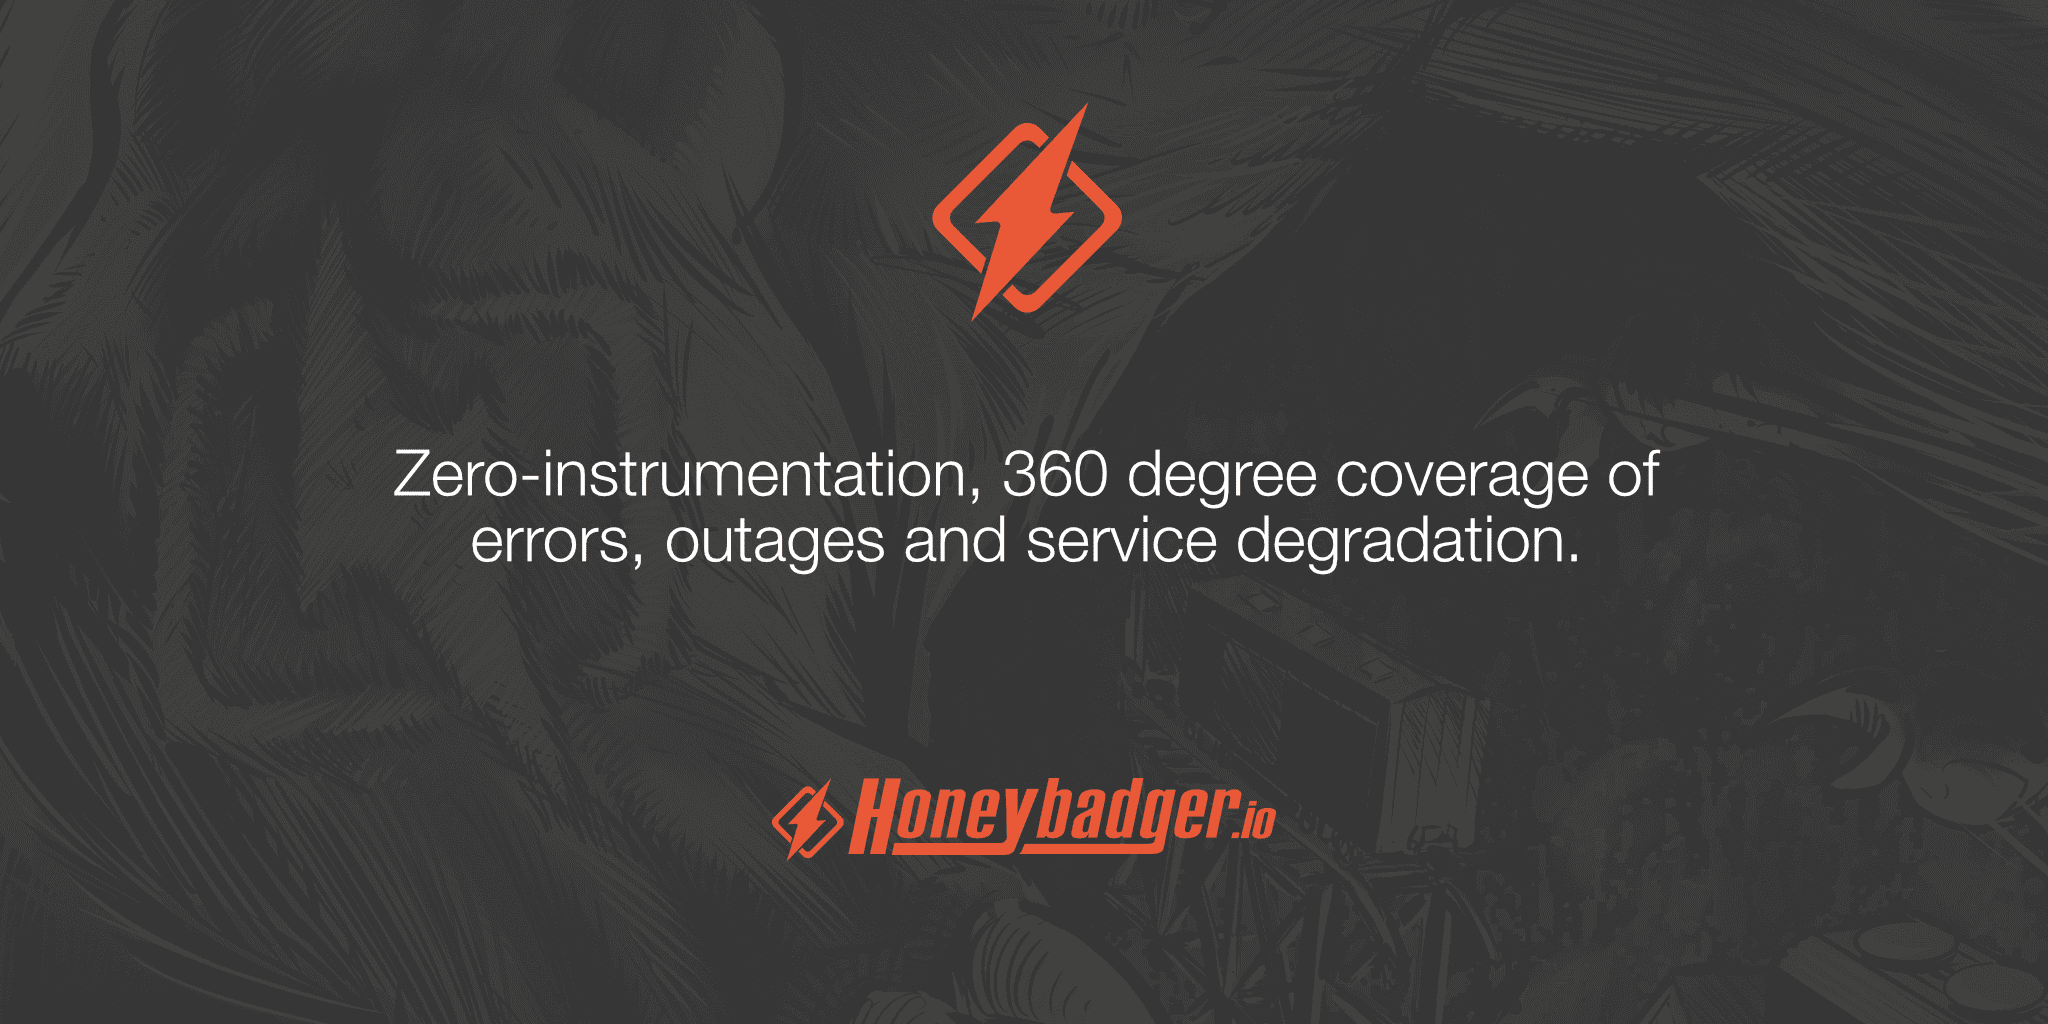 Zero-instrumentation, 360 degree coverage of
errors, outages and service degradation.
Honeybadger.io